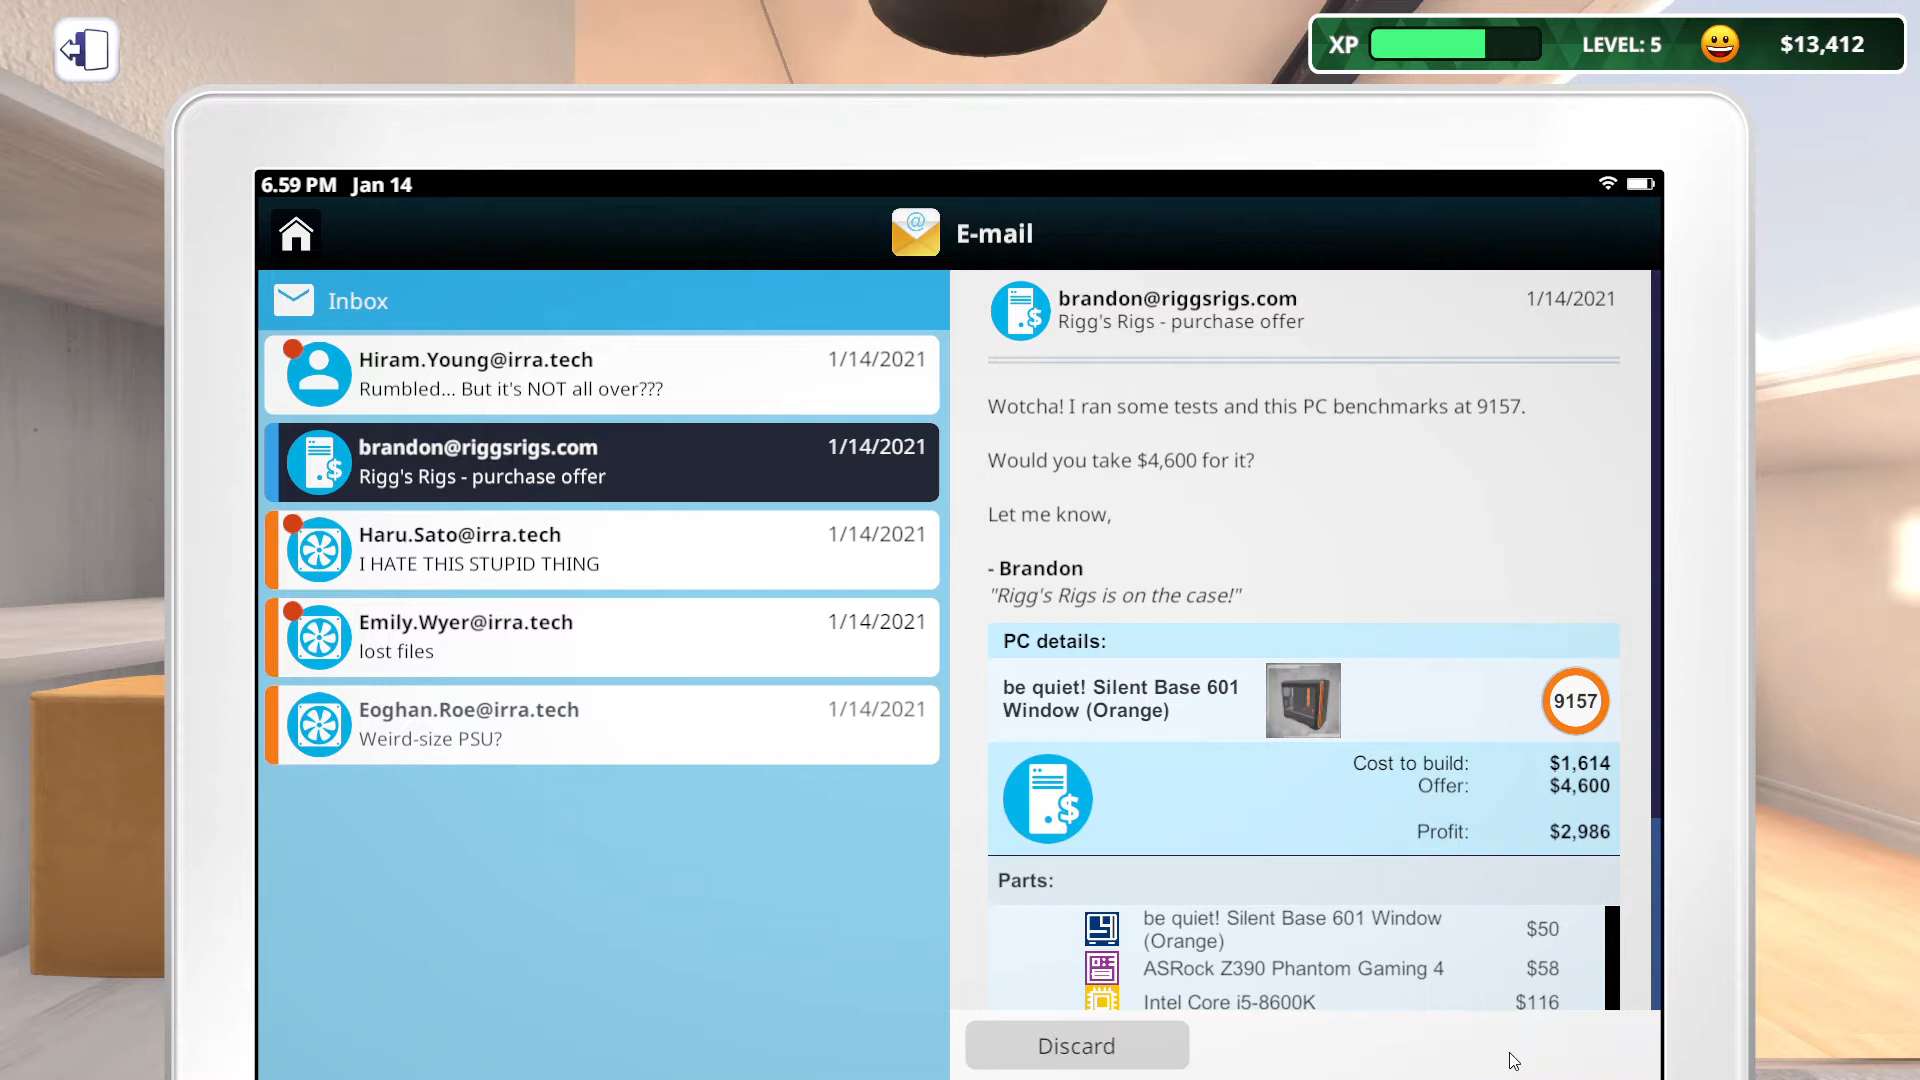 XP LEVEL: 5 $13,412
6.59 PM Jan 14
E-mail
Inbox
Hiram.Young@irra.tech 1/14/2021
Rumbled... But it's NOT all over???
brandon@riggsrigs.com 1/14/2021
Rigg's Rigs - purchase offer
Haru.Sato@irra.tech 1/14/2021
I HATE THIS STUPID THING
Emily.Wyer@irra.tech 1/14/2021
lost files
Eoghan.Roe@irra.tech 1/14/2021
Weird-size PSU?
brandon@riggsrigs.com 1/14/2021
Rigg's Rigs - purchase offer
Wotcha! I ran some tests and this PC benchmarks at 9157.
Would you take $4,600 for it?
Let me know,
- Brandon
"Rigg's Rigs is on the case!"
PC details:
be quiet! Silent Base 601
Window (Orange)
9157
Cost to build: $1,614
Offer: $4,600
Profit: $2,986
Parts:
be quiet! Silent Base 601 Window
(Orange) $50
ASRock Z390 Phantom Gaming 4 $58
Intel Core i5-8600K $116
Discard